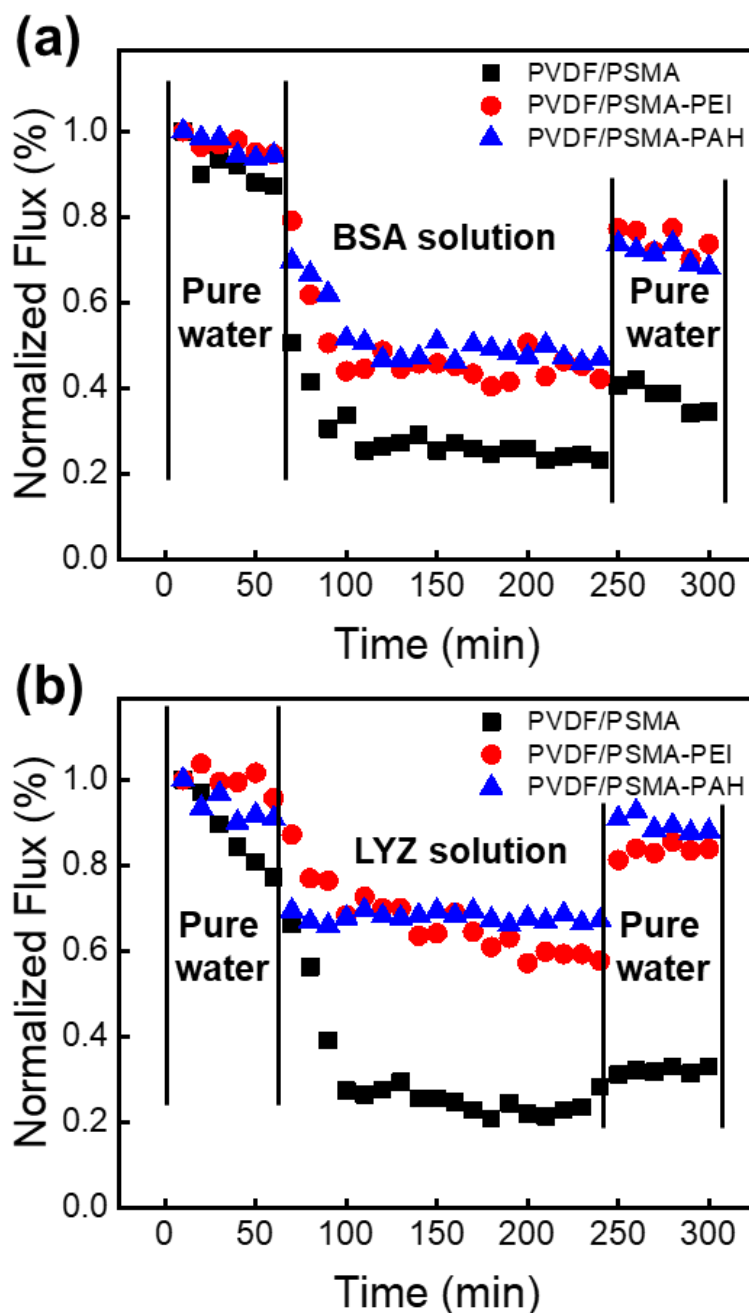 (a)
PVDF/PSMA
PVDF/PSMA-PEI
PVDF/PSMA-PAH
BSA solution
Pure
water
Pure
water
Normalized Flux (%)
1.0
0.8
0.6
0.4
0.2
0.0
0 50 100 150 200 250 300
Time (min)
(b)
PVDF/PSMA
PVDF/PSMA-PEI
PVDF/PSMA-PAH
LYZ solution
Pure
water
Pure
water
Normalized Flux (%)
1.0
0.8
0.6
0.4
0.2
0.0
0 50 100 150 200 250 300
Time (min)